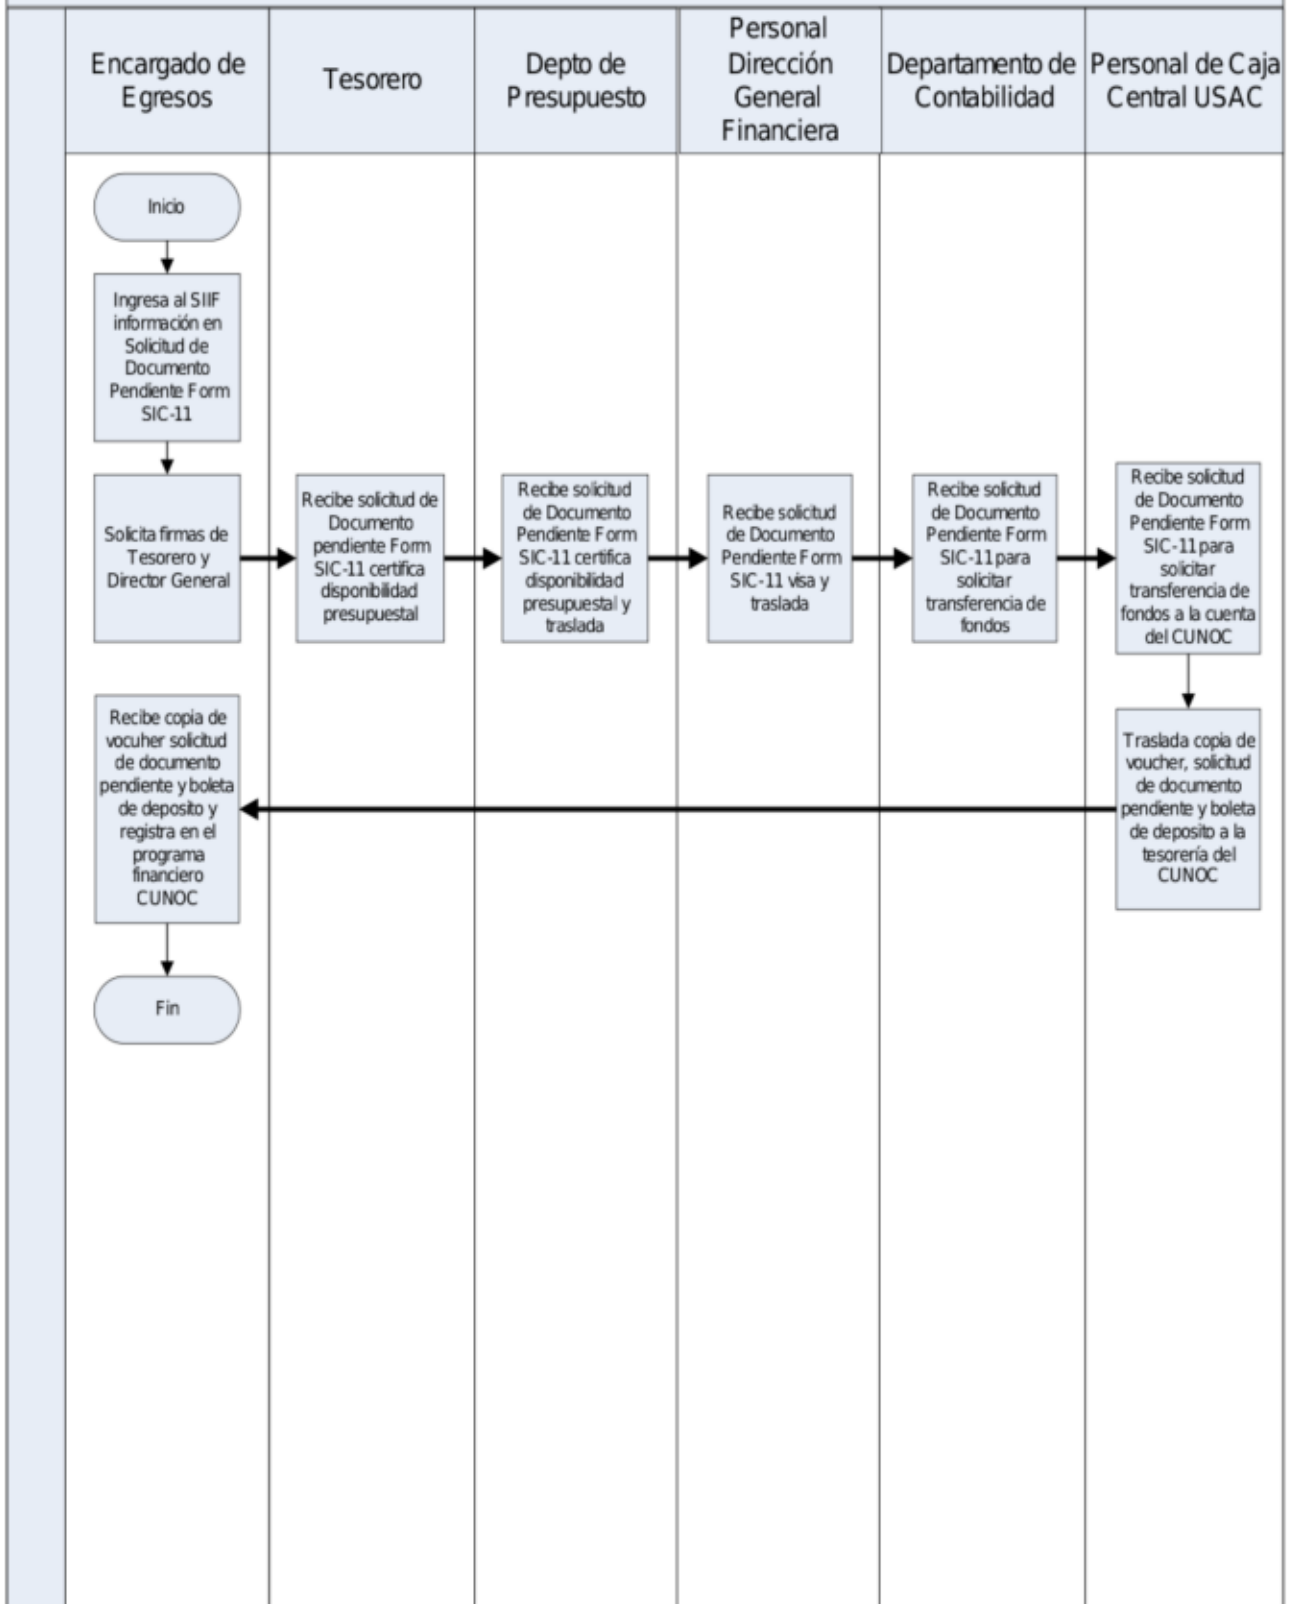 Encargado de
Egresos
Tesorero
Depto de
Presupuesto
Personal
Dirección
General
Financiera
Departamento de
Contabilidad
Personal de Caja
Central USAC
Inicio
Ingresa al SIIF
información en
Solicitud de
Documento
Pendiente Form
SIC-11
Solicita firmas de
Tesorero y
Director General
Recibe solicitud de
Documento
pendiente Form
SIC-11 certifica
disponibilidad
presupuestal
Recibe solicitud
de Documento
Pendiente Form
SIC-11 certifica
disponibilidad
presupuestal y
traslada
Recibe solicitud
de Documento
Pendiente Form
SIC-11 visa y
traslada
Recibe solicitud
de Documento
Pendiente Form
SIC-11 para
solicitar
transferencia de
fondos
Recibe solicitud
de Documento
Pendiente Form
SIC-11 para
solicitar
transferencia de
fondos a la cuenta
del CUNOC
Traslada copia de
voucher, solicitud
de documento
pendiente y boleta
de deposito a la
tesorería del
CUNOC
Recibe copia de
vocuher solicitud
de documento
pendiente y boleta
de deposito y
registra en el
programa
financiero
CUNOC
Fin